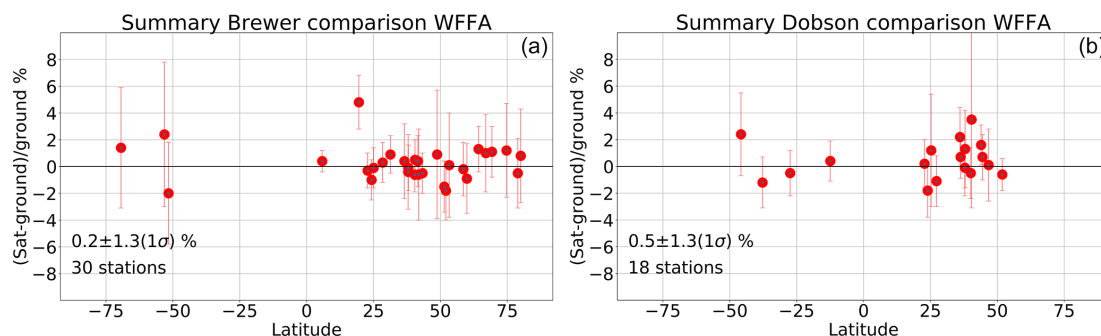 Summary Brewer comparison WFFA
(a)
(Sat-ground)/ground %
8
6
4
2
0
−2
−4
−6
−8
0.2±1.3(1σ) %
30 stations
−75 −50 −25 0 25 50 75
Latitude
Summary Dobson comparison WFFA
(b)
(Sat-ground)/ground %
8
6
4
2
0
−2
−4
−6
−8
0.5±1.3(1σ) %
18 stations
−75 −50 −25 0 25 50 75
Latitude